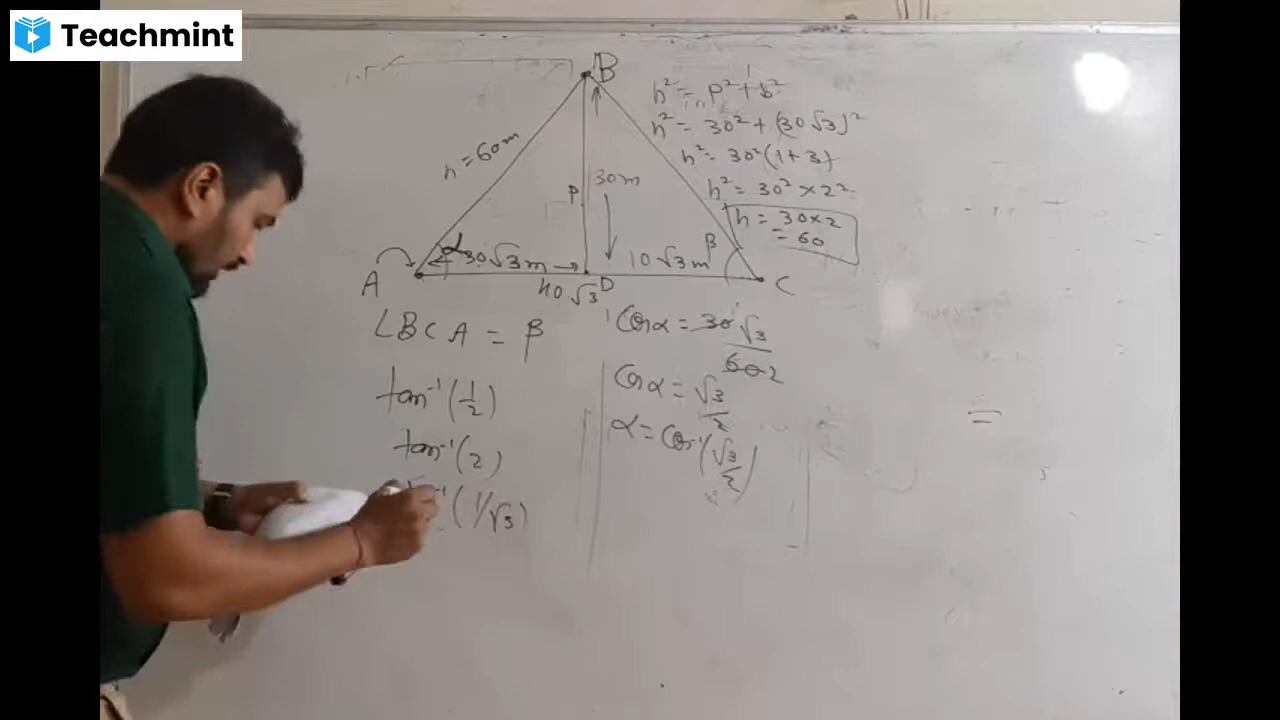 Teachmint
B
h = 60m
P
30m
A
α
30√3m
D
10√3m
β
C
40√3
h² = p² + b²
h² = 30² + (30√3)²
h² = 30²(1+3)
h² = 30² × 2²
h = 30×2
= 60
∠BCA = β
tan⁻¹(1/2)
tan⁻¹(2)
(1/√3)
Cosα = 30√3/60 2
Cosα = √3/2
α = Cos⁻¹(√3/2)
=